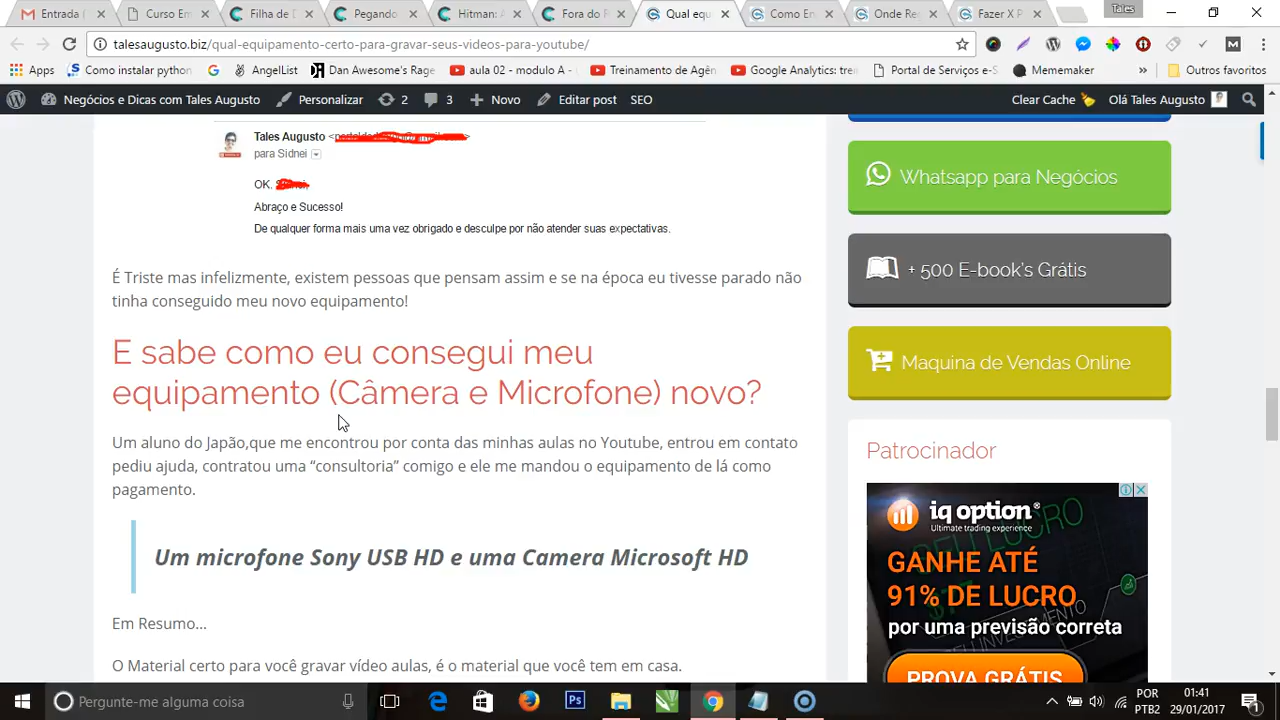 Entrada
Curso Em
Filha de
Pegando
Hitman:
Fora do
Qual equ
Como En
Onde Re
Fazer X P
Tales
talesaugusto.biz/qual-equipamento-certo-para-gravar-seus-videos-para-youtube/
Apps
Como instalar python
AngelList
Dan Awesome's Rage
aula 02 - modulo A -
Treinamento de Agên
Google Analytics: trei
Portal de Serviços e-S
Mememaker
Outros favoritos
Negócios e Dicas com Tales Augusto
Personalizar
2
3
Novo
Editar post
SEO
Clear Cache
Olá Tales Augusto
Tales Augusto
para Sidnei
OK.
Abraço e Sucesso!
De qualquer forma mais uma vez obrigado e desculpe por não atender suas expectativas.
É Triste mas infelizmente, existem pessoas que pensam assim e se na época eu tivesse parado não
tinha conseguido meu novo equipamento!
E sabe como eu consegui meu
equipamento (Câmera e Microfone) novo?
Um aluno do Japão,que me encontrou por conta das minhas aulas no Youtube, entrou em contato
pediu ajuda, contratou uma “consultoria” comigo e ele me mandou o equipamento de lá como
pagamento.
Um microfone Sony USB HD e uma Camera Microsoft HD
Em Resumo...
O Material certo para você gravar vídeo aulas, é o material que você tem em casa.
Whatsapp para Negócios
+ 500 E-book's Grátis
Maquina de Vendas Online
Patrocinador
iq option
Ultimate trading experience
GANHE ATÉ
91% DE LUCRO
por uma previsão correta
PROVA GRÁTIS
Pergunte-me alguma coisa
POR
PTB2
01:41
29/01/2017